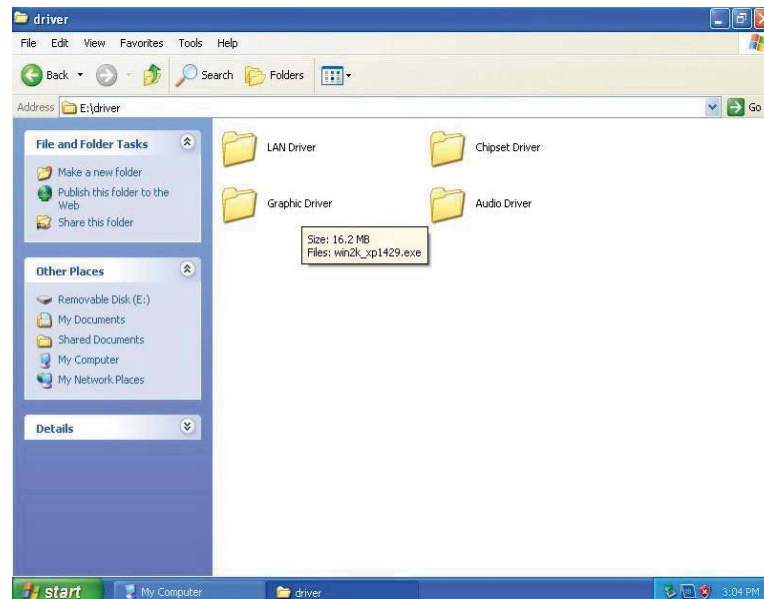 driver
File Edit View Favorites Tools Help
Back Search Folders
Address E:\driver Go
File and Folder Tasks
Make a new folder
Publish this folder to the
Web
Share this folder
Other Places
Removable Disk (E:)
My Documents
Shared Documents
My Computer
My Network Places
Details
LAN Driver
Chipset Driver
Graphic Driver
Audio Driver
Size: 16.2 MB
Files: win2k_xp1429.exe
start My Computer driver 3:04 PM